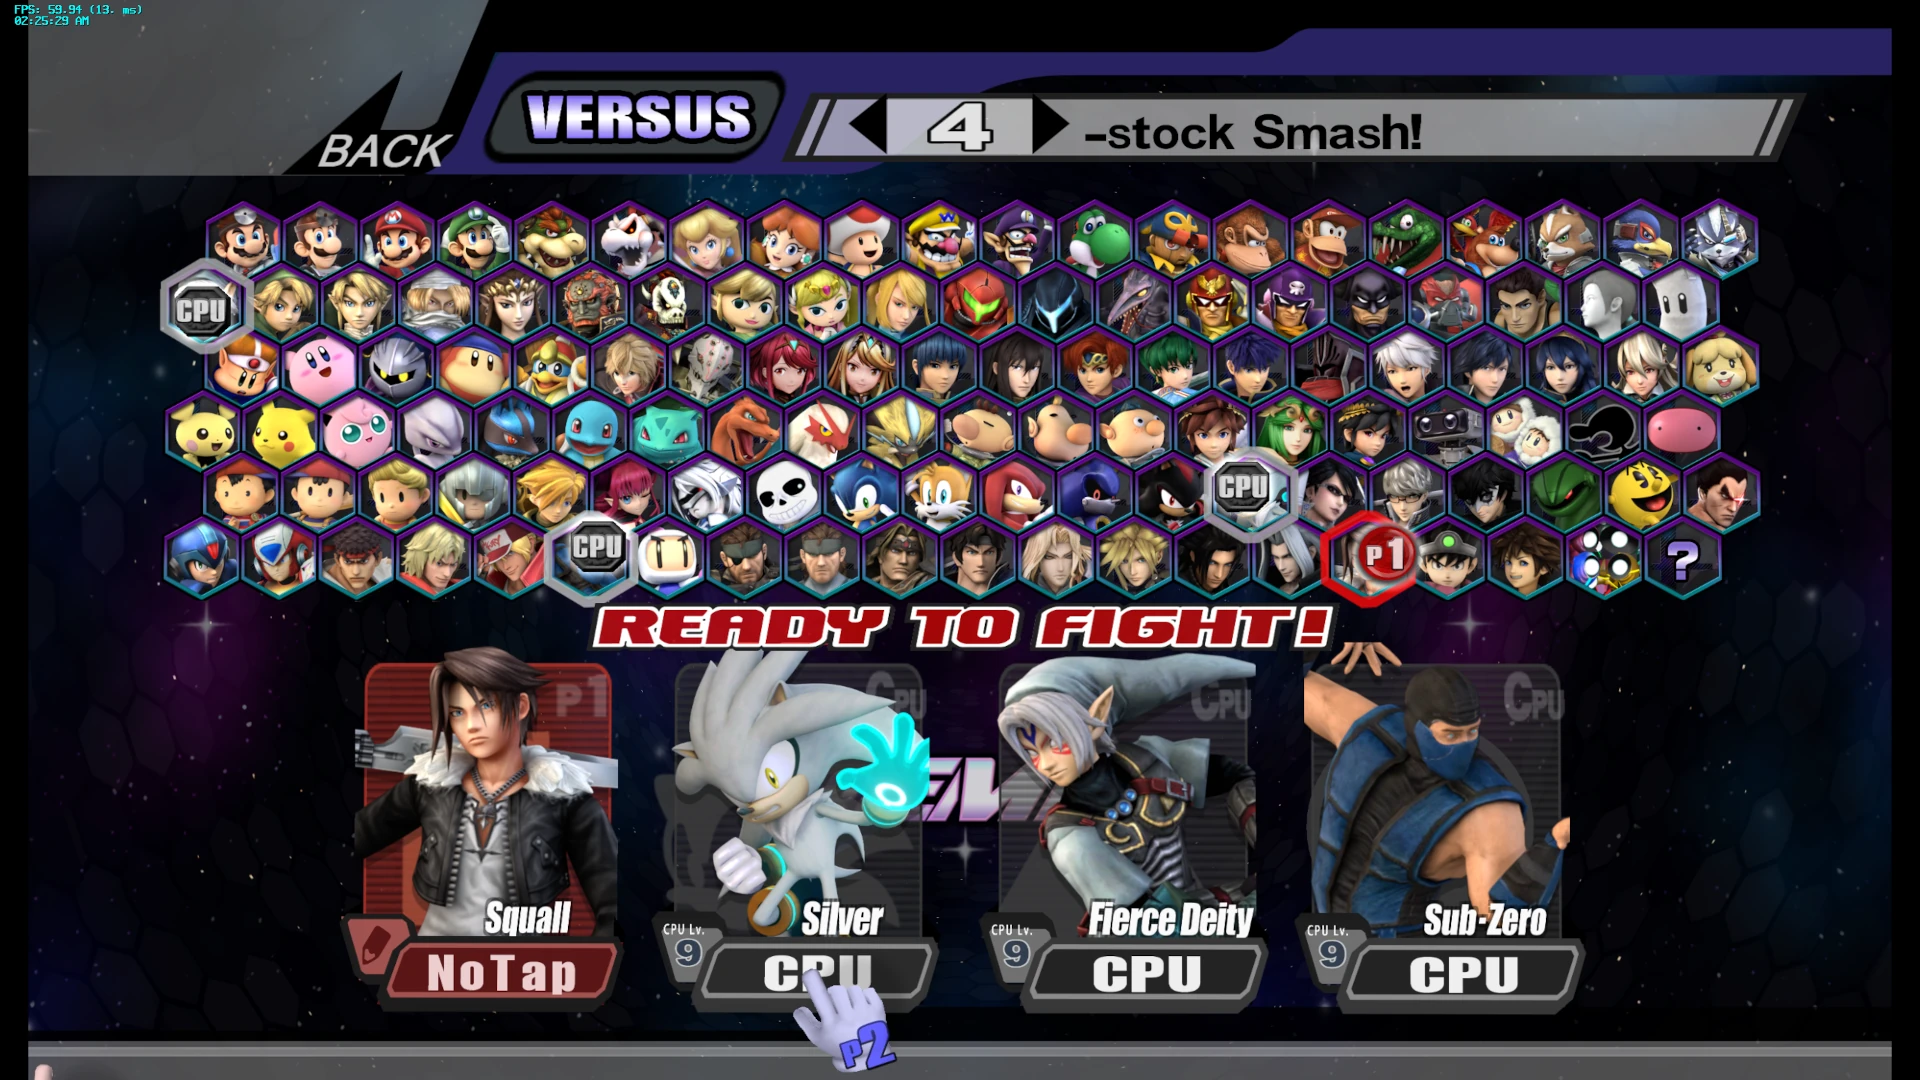 FPS: 59.94 (13. ms)
02:25:29 AM
BACK
VERSUS
4 -stock Smash!
CPU
CPU
CPU
P1
?
READY TO FIGHT!
P1
CPU
CPU
CPU
Squall
Silver
Fierce Deity
Sub-Zero
CPU Lv.
9
CPU Lv.
9
CPU Lv.
9
NoTap
CPU
CPU
CPU
P2